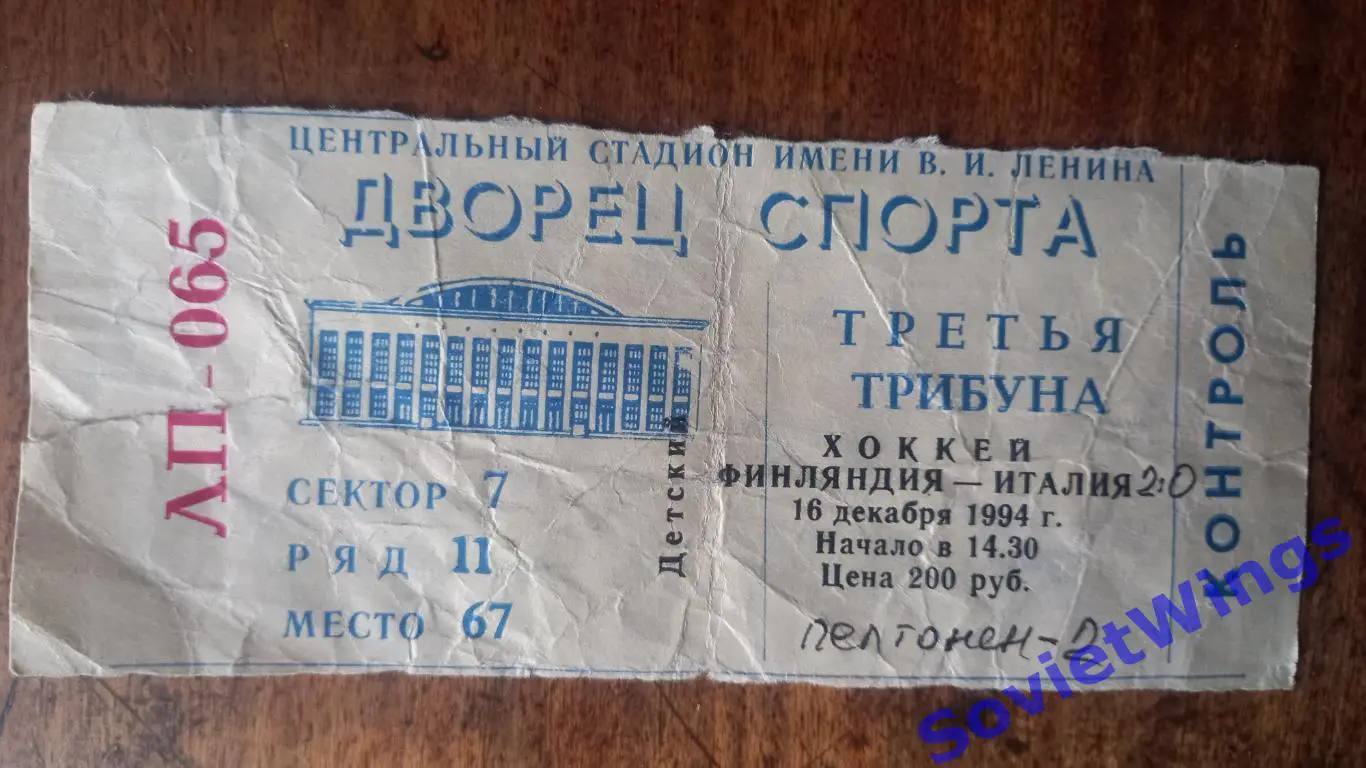 ЦЕНТРАЛЬНЫЙ СТАДИОН ИМЕНИ В. И. ЛЕНИНА
ДВОРЕЦ СПОРТА
ЛП-065
ТРЕТЬЯ
ТРИБУНА
ХОККЕЙ
ФИНЛЯНДИЯ — ИТАЛИЯ 2:0
16 декабря 1994 г.
Начало в 14.30
Цена 200 руб.
Пелтонен-2
СЕКТОР 7
РЯД 11
МЕСТО 67
Детский
КОНТРОЛЬ
SovietWings